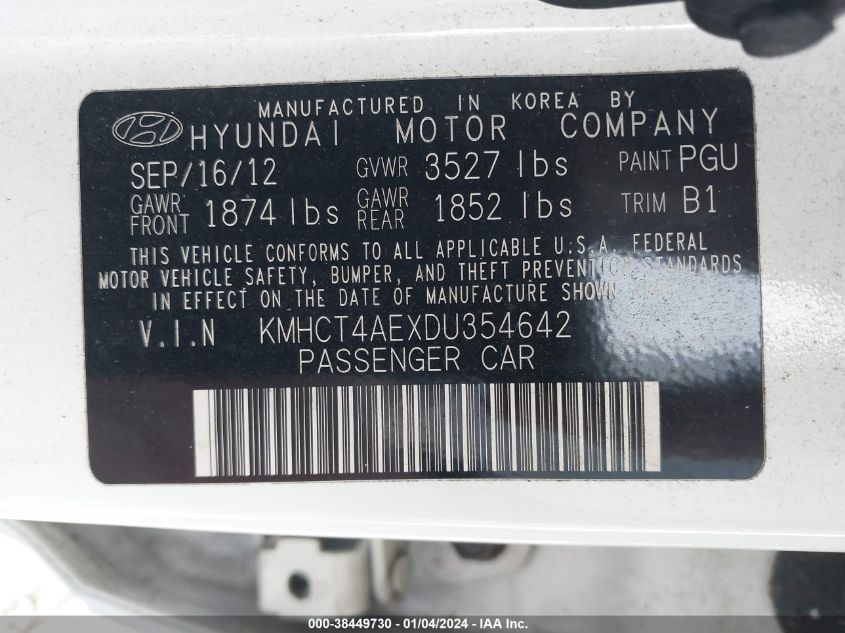 MANUFACTURED IN KOREA BY
HYUNDAI MOTOR COMPANY
SEP/16/12 GVWR 3527 lbs PAINT PGU
GAWR FRONT 1874 lbs GAWR REAR 1852 lbs TRIM B1
THIS VEHICLE CONFORMS TO ALL APPLICABLE U.S.A. FEDERAL
MOTOR VEHICLE SAFETY, BUMPER, AND THEFT PREVENTION STANDARDS
IN EFFECT ON THE DATE OF MANUFACTURE SHOWN
V.I.N KMHCT4AEXDU354642
PASSENGER CAR
000-38449730 - 01/04/2024 - IAA Inc.